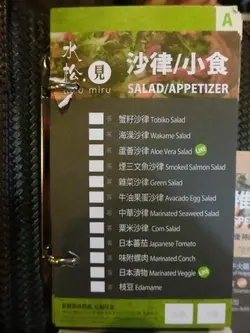 A
水松
見
miru
沙律/小食
SALAD/APPETIZER
蟹籽沙律 Tobiko Salad
海澡沙律 Wakame Salad
蘆薈沙律 Aloe Vera Salad
煙三文魚沙律 Smoked Salmon Salad
雜菜沙律 Green Salad
牛油果蛋沙律 Avacado Egg Salad
中華沙律 Marinated Seaweed Salad
粟米沙律 Corn Salad
日本蕃茄 Japanese Tomato
味附螺肉 Marinated Conch
日本漬物 Marinated Veggie
枝豆 Edamame